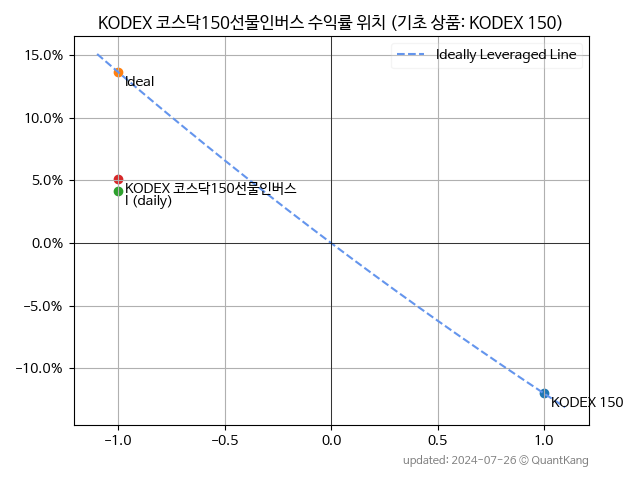 KODEX 코스닥150선물인버스 수익률 위치 (기초 상품: KODEX 150)
Ideally Leveraged Line
15.0%
Ideal
10.0%
5.0%
KODEX 코스닥150선물인버스
I (daily)
0.0%
−5.0%
−10.0%
KODEX 150
−1.0 −0.5 0.0 0.5 1.0
updated: 2024-07-26 © QuantKang